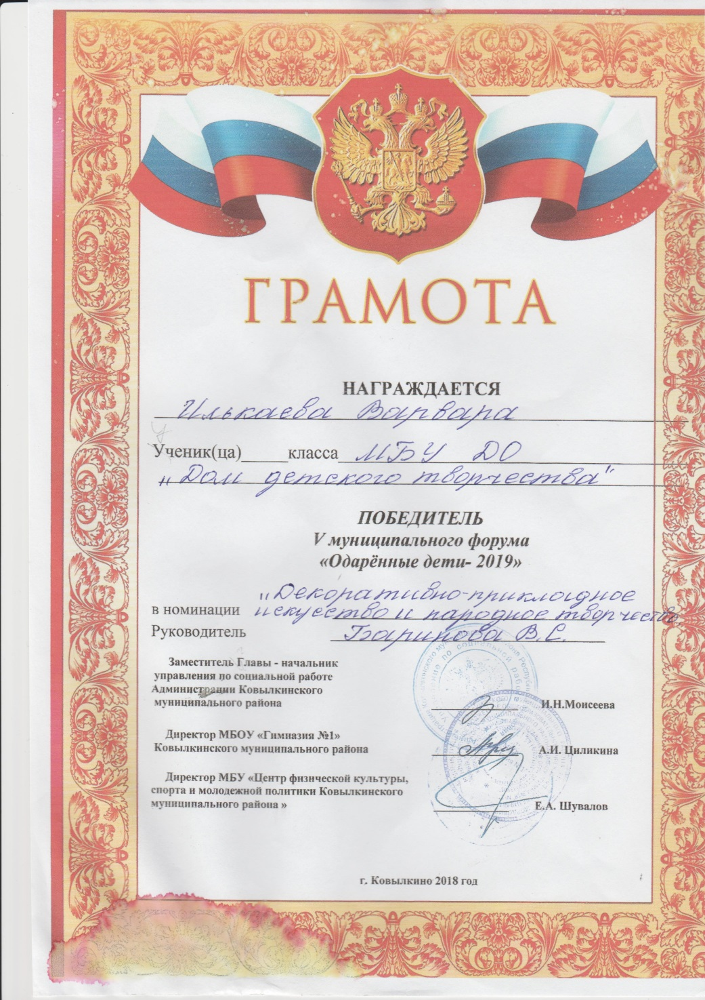 ГРАМОТА
НАГРАЖДАЕТСЯ
Илькаева Варвара
Ученик(ца)_____класса МБУ ДО
„Дом детского творчества"
ПОБЕДИТЕЛЬ
V муниципального форума
«Одарённые дети- 2019»
„Декоративно-прикладное
в номинации искусство и народное творчество
Руководитель Баринова В.С.
Заместитель Главы - начальник
управления по социальной работе
Администрации Ковылкинского
муниципального района И.Н.Моисеева
Директор МБОУ «Гимназия №1»
Ковылкинского муниципального района А.И. Циликина
Директор МБУ «Центр физической культуры,
спорта и молодежной политики Ковылкинского
муниципального района » Е.А. Шувалов
г. Ковылкино 2018 год